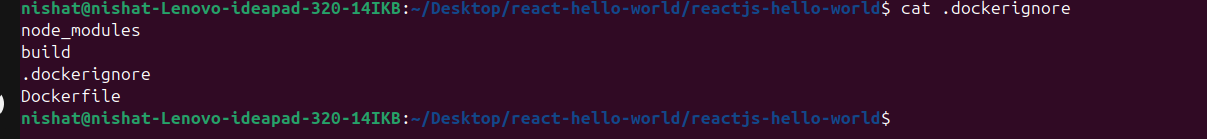 nishat@nishat-Lenovo-ideapad-320-14IKB:~/Desktop/react-hello-world/reactjs-hello-world$ cat .dockerignore
node_modules
build
.dockerignore
Dockerfile
nishat@nishat-Lenovo-ideapad-320-14IKB:~/Desktop/react-hello-world/reactjs-hello-world$